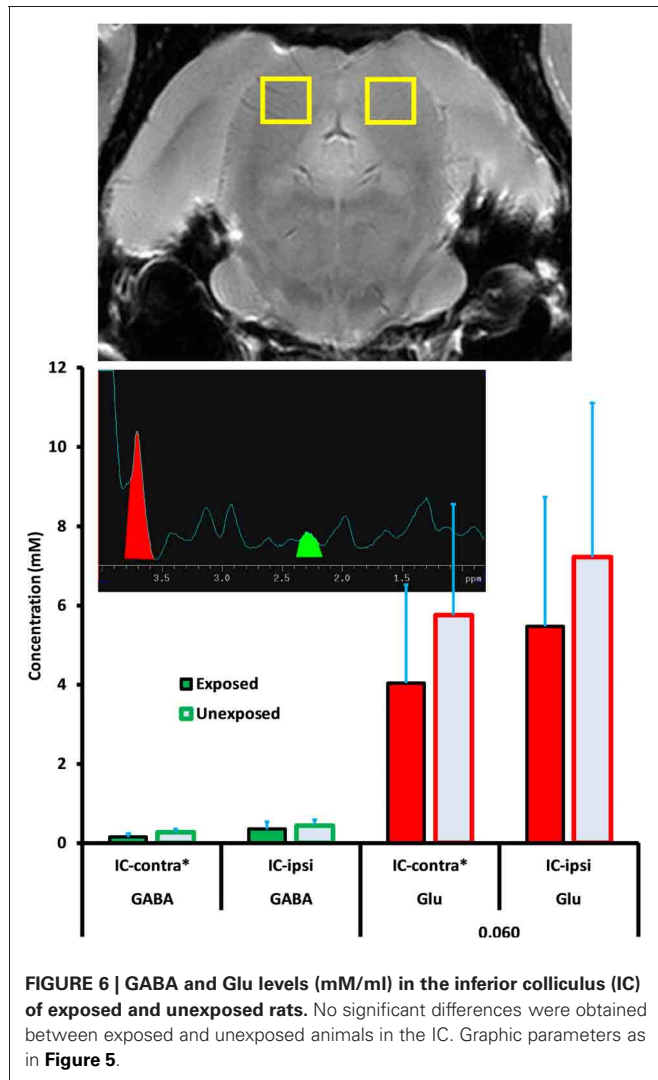 12
10
8
6
4
2
0
Concentration (mM)
3.5 3.0 2.5 2.0 1.5 ppm
Exposed
Unexposed
IC-contra* IC-ipsi IC-contra* IC-ipsi
GABA GABA Glu Glu
0.060
FIGURE 6 | GABA and Glu levels (mM/ml) in the inferior colliculus (IC)
of exposed and unexposed rats. No significant differences were obtained
between exposed and unexposed animals in the IC. Graphic parameters as
in Figure 5.